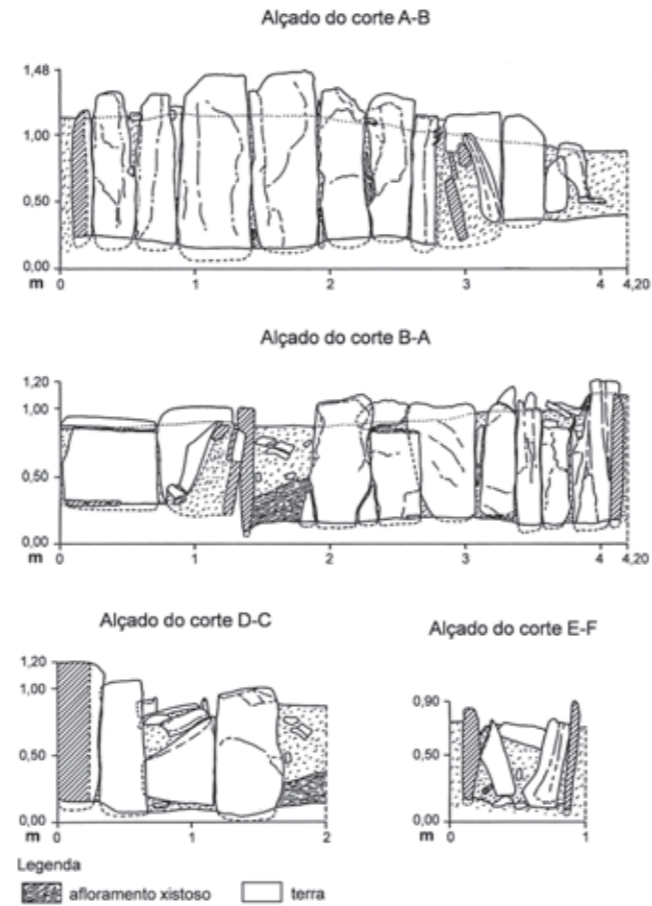 Alçado do corte A-B
1,48
1,00
0,50
0,00
m 0 1 2 3 4 4,20
Alçado do corte B-A
1,20
1,00
0,50
0,00
m 0 1 2 3 4 4,20
Alçado do corte D-C
1,20
1,00
0,50
0,00
m 0 1 2
Alçado do corte E-F
0,90
0,50
0,00
m 0 1
Legenda
afloramento xistoso terra